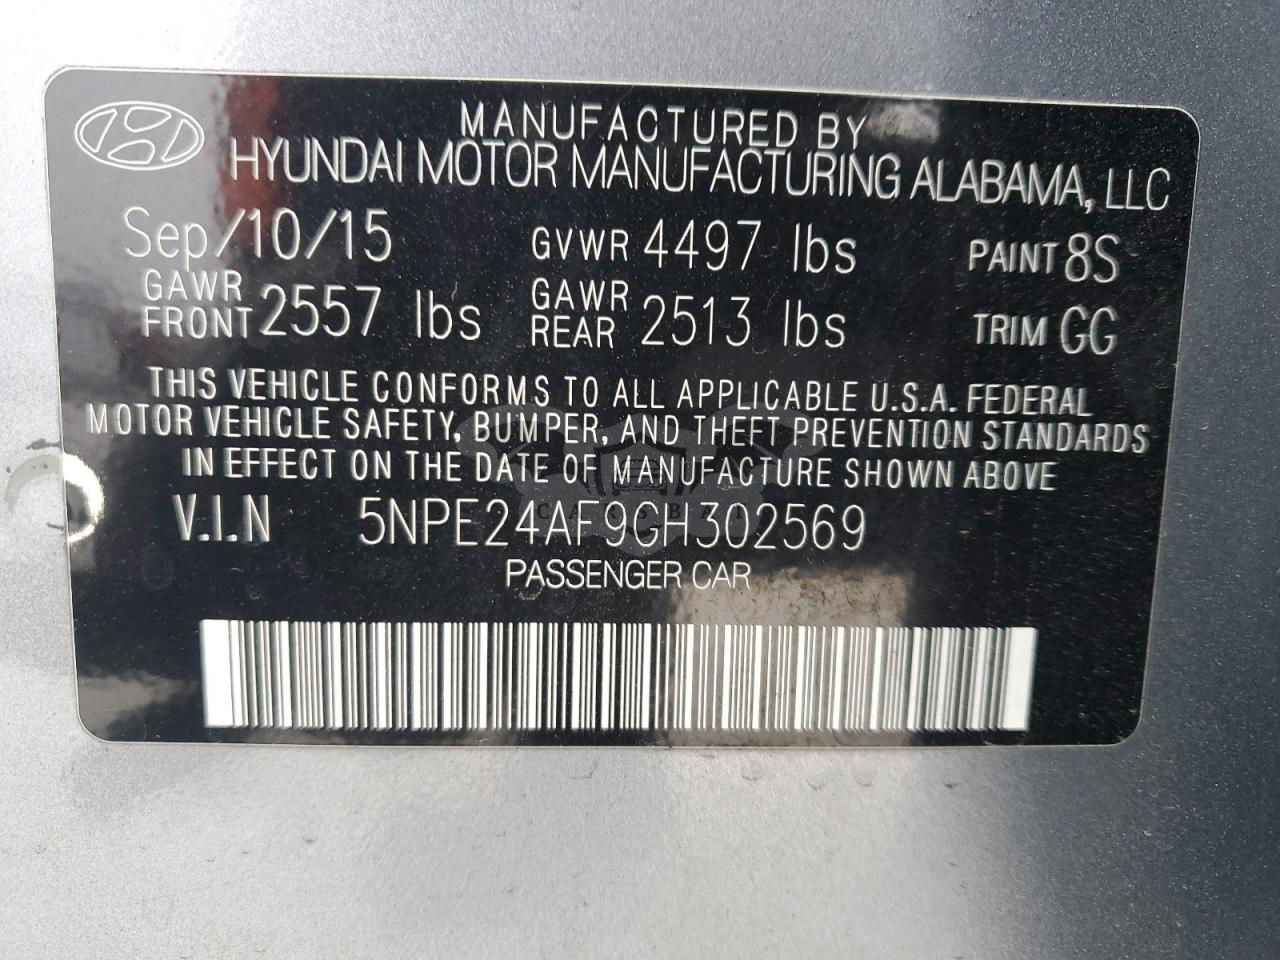 MANUFACTURED BY
HYUNDAI MOTOR MANUFACTURING ALABAMA, LLC
Sep/10/15 GVWR 4497 lbs PAINT 8S
GAWR FRONT 2557 lbs GAWR REAR 2513 lbs TRIM GG
THIS VEHICLE CONFORMS TO ALL APPLICABLE U.S.A. FEDERAL
MOTOR VEHICLE SAFETY, BUMPER, AND THEFT PREVENTION STANDARDS
IN EFFECT ON THE DATE OF MANUFACTURE SHOWN ABOVE
V.I.N 5NPE24AF9GH302569
PASSENGER CAR